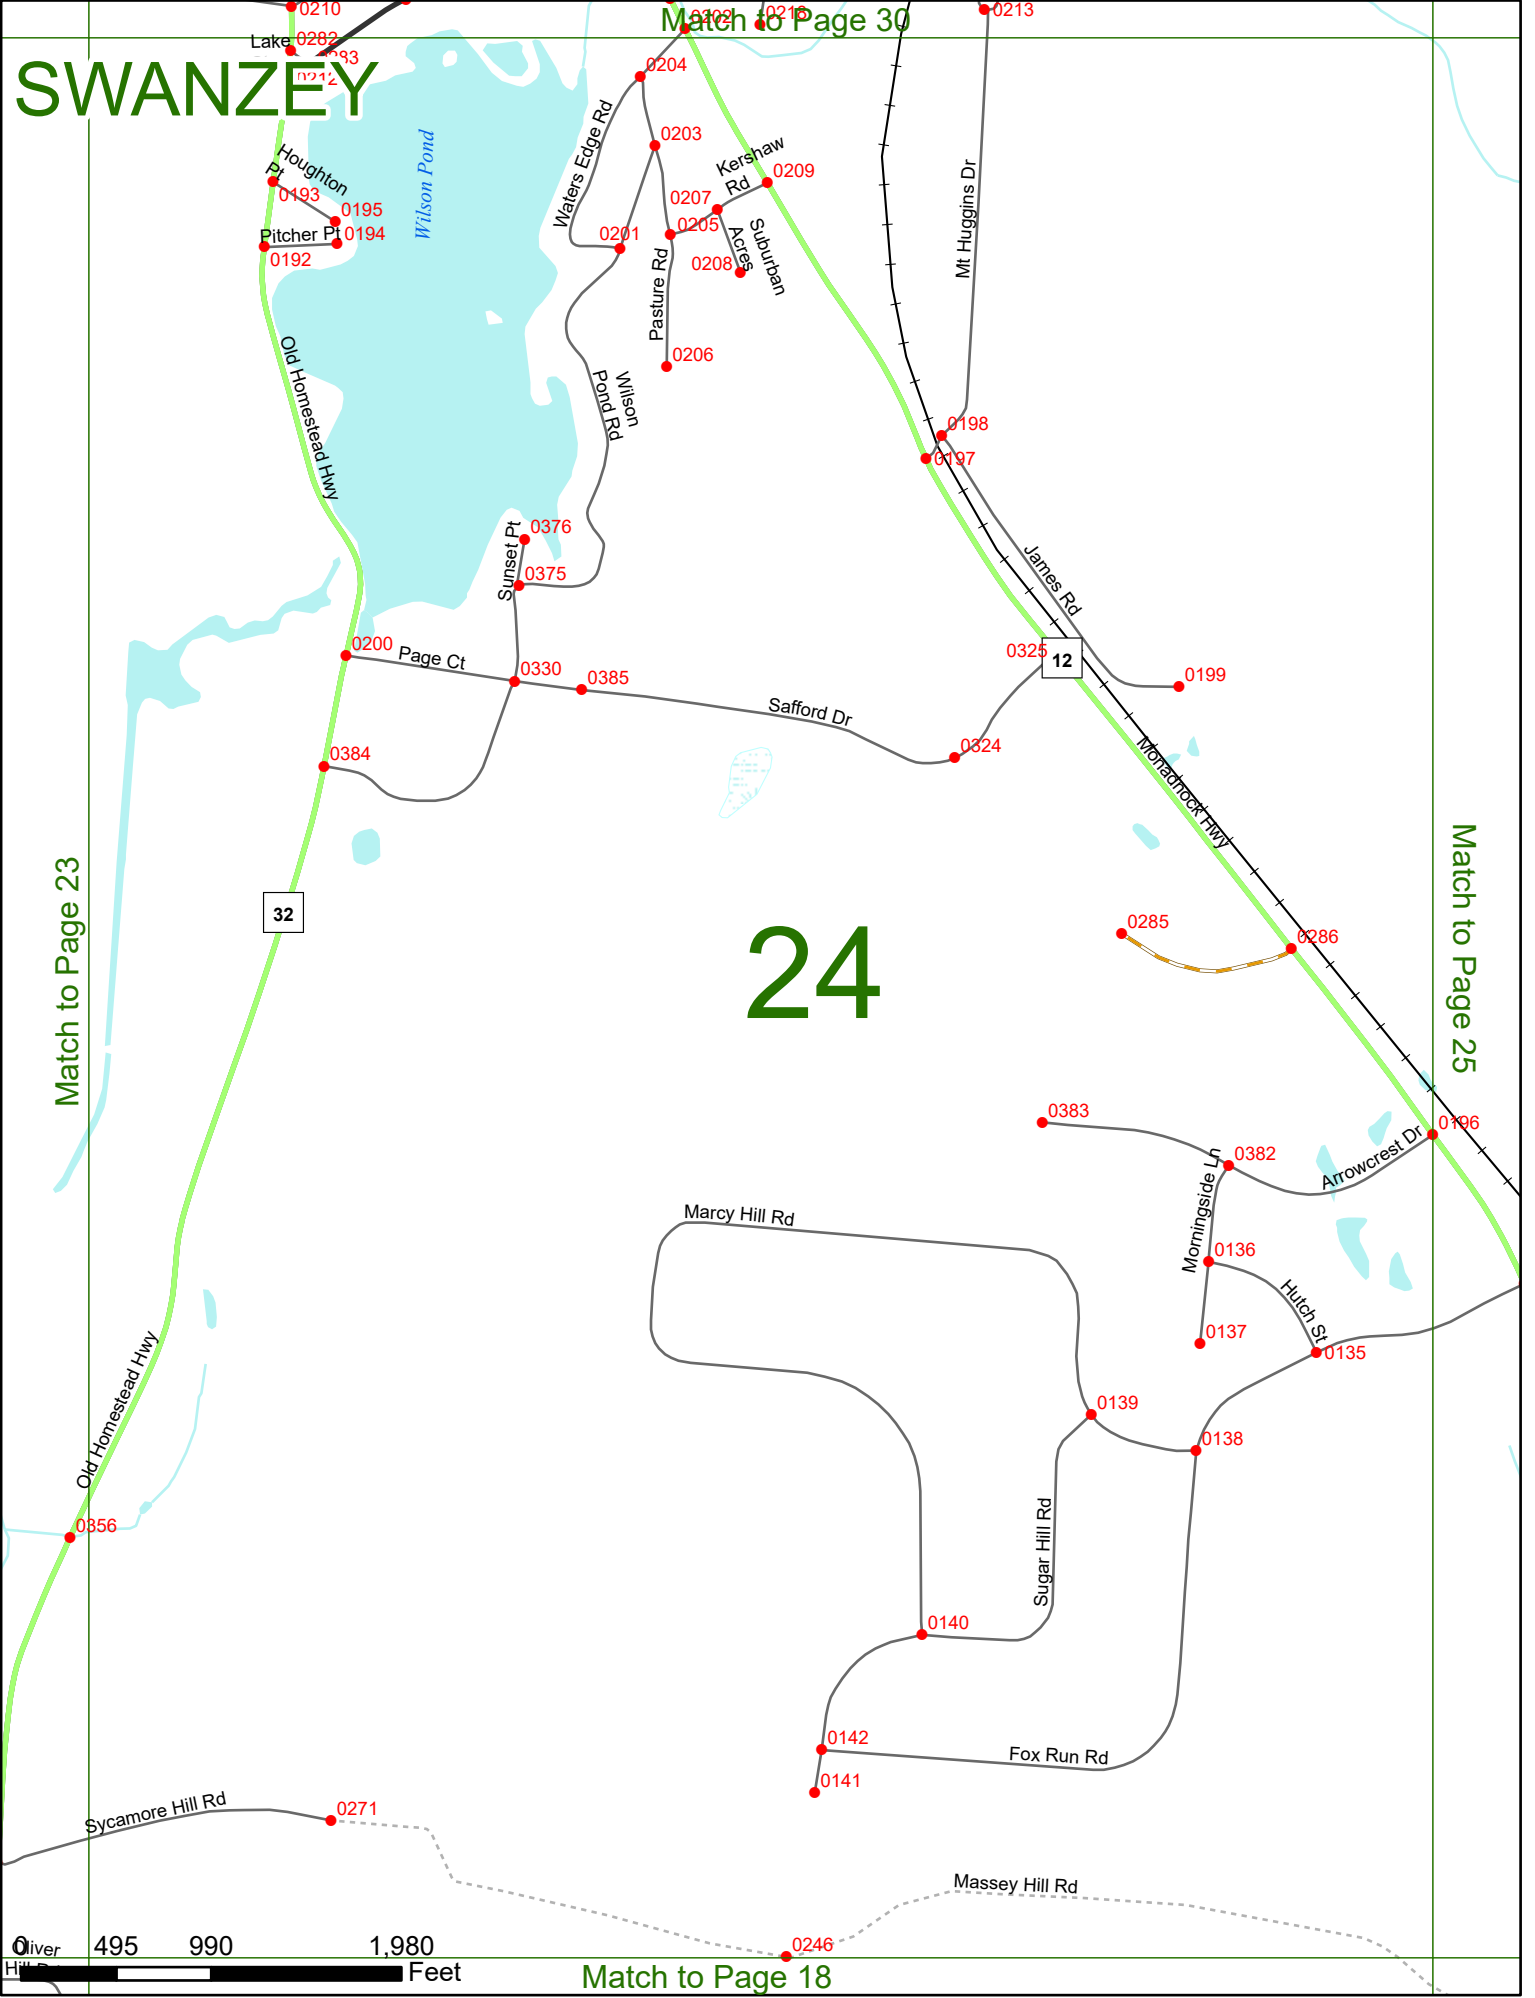 0210
0202
0218
0213
Match to Page 30
Lake
0282
0283
0212
SWANZEY
0204
Waters Edge Rd
0203
Kershaw
Rd
0209
Houghton
Pt
0193
Wilson Pond
0207
Mt Huggins Dr
0195
Pitcher Pt
0194
0192
0201
0205
Suburban
Acres
0208
Pasture Rd
0206
Old Homestead Hwy
Wilson
Pond Rd
0198
0197
Sunset Pt
0376
0375
James Rd
0200
Page Ct
0330
0385
0325
12
0199
Safford Dr
0384
0324
Monadnock Hwy
Match to Page 23
32
24
Match to Page 25
0285
0286
0383
0196
Arrowcrest Dr
0382
Morningside Ln
Marcy Hill Rd
0136
Hutch St
0137
0135
Old Homestead Hwy
0139
0138
0356
Sugar Hill Rd
0140
0142
Fox Run Rd
0141
Sycamore Hill Rd
0271
Massey Hill Rd
0246
Oliver
0
495
990
1,980
Feet
Match to Page 18